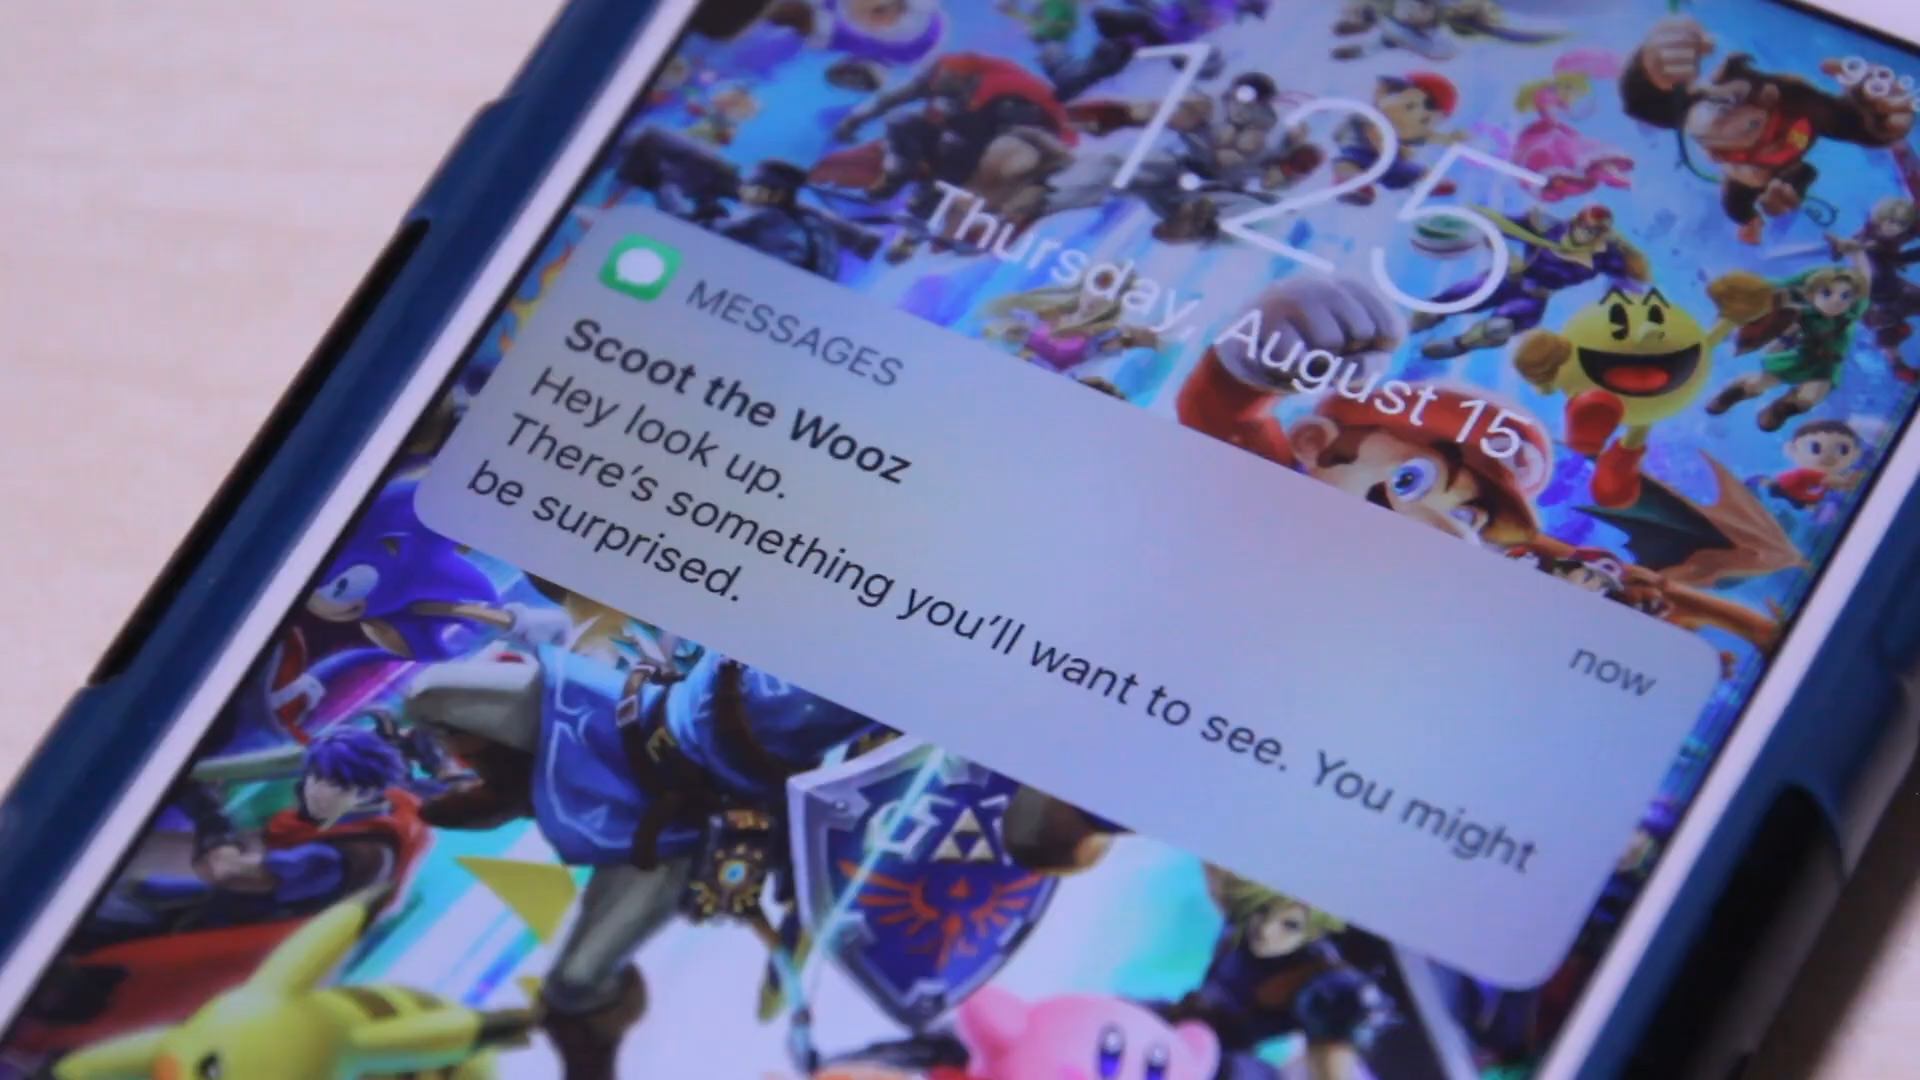 98%
1:25
Thursday, August 15
MESSAGES
now
Scoot the Wooz
Hey look up.
There's something you'll want to see. You might
be surprised.